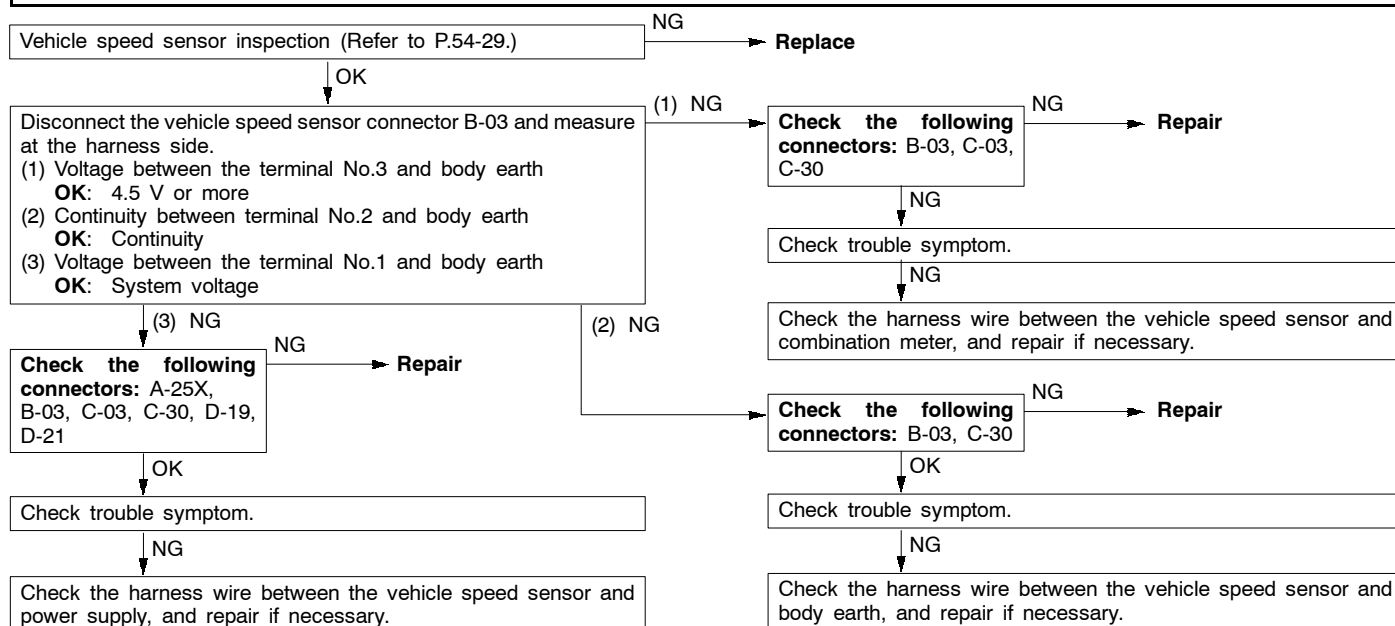 Vehicle speed sensor inspection (Refer to P.54-29.)
NG
Replace
OK
Disconnect the vehicle speed sensor connector B-03 and measure
at the harness side.
(1) Voltage between the terminal No.3 and body earth
OK: 4.5 V or more
(2) Continuity between terminal No.2 and body earth
OK: Continuity
(3) Voltage between the terminal No.1 and body earth
OK: System voltage
(1) NG
Check the following
connectors: B-03, C-03,
C-30
NG
Repair
NG
Check trouble symptom.
NG
Check the harness wire between the vehicle speed sensor and
combination meter, and repair if necessary.
(2) NG
Check the following
connectors: B-03, C-30
NG
Repair
OK
Check trouble symptom.
NG
Check the harness wire between the vehicle speed sensor and
body earth, and repair if necessary.
(3) NG
Check the following
connectors: A-25X,
B-03, C-03, C-30, D-19,
D-21
NG
Repair
OK
Check trouble symptom.
NG
Check the harness wire between the vehicle speed sensor and
power supply, and repair if necessary.